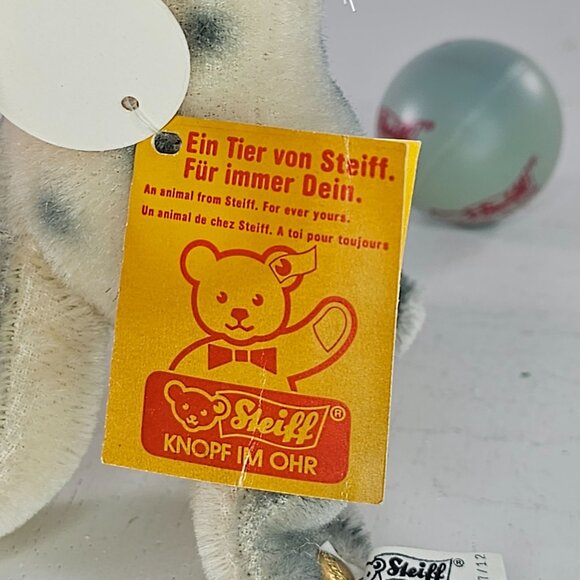 Ein Tier von Steiff.
Für immer Dein.
An animal from Steiff. For ever yours.
Un animal de chez Steiff. A toi pour toujours
Steiff ®
KNOPF IM OHR
Steiff ®